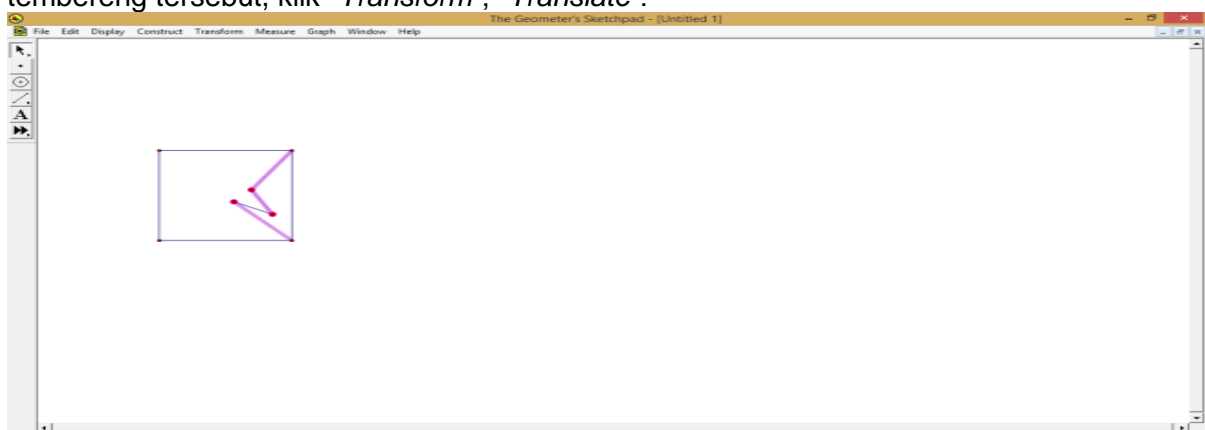 tembereng tersebut, klik "Transform", "Translate".
The Geometer's Sketchpad - [Untitled 1]
File Edit Display Construct Transform Measure Graph Window Help
A